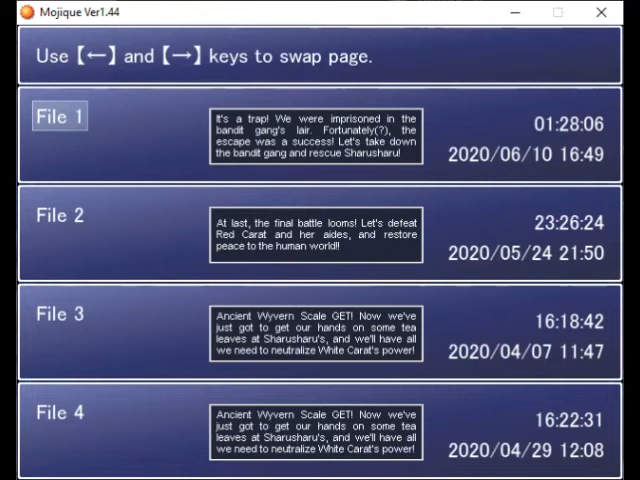 Mojique Ver1.44
Use【←】and【→】keys to swap page.
File 1
It's a trap! We were imprisoned in the
bandit gang's lair. Fortunately(?), the
escape was a success! Let's take down
the bandit gang and rescue Sharusharu!
01:28:06
2020/06/10 16:49
File 2
At last, the final battle looms! Let's defeat
Red Carat and her aides, and restore
peace to the human world!!
23:26:24
2020/05/24 21:50
File 3
Ancient Wyvern Scale GET! Now we've
just got to get our hands on some tea
leaves at Sharusharu's, and we'll have all
we need to neutralize White Carat's power!
16:18:42
2020/04/07 11:47
File 4
Ancient Wyvern Scale GET! Now we've
just got to get our hands on some tea
leaves at Sharusharu's, and we'll have all
we need to neutralize White Carat's power!
16:22:31
2020/04/29 12:08